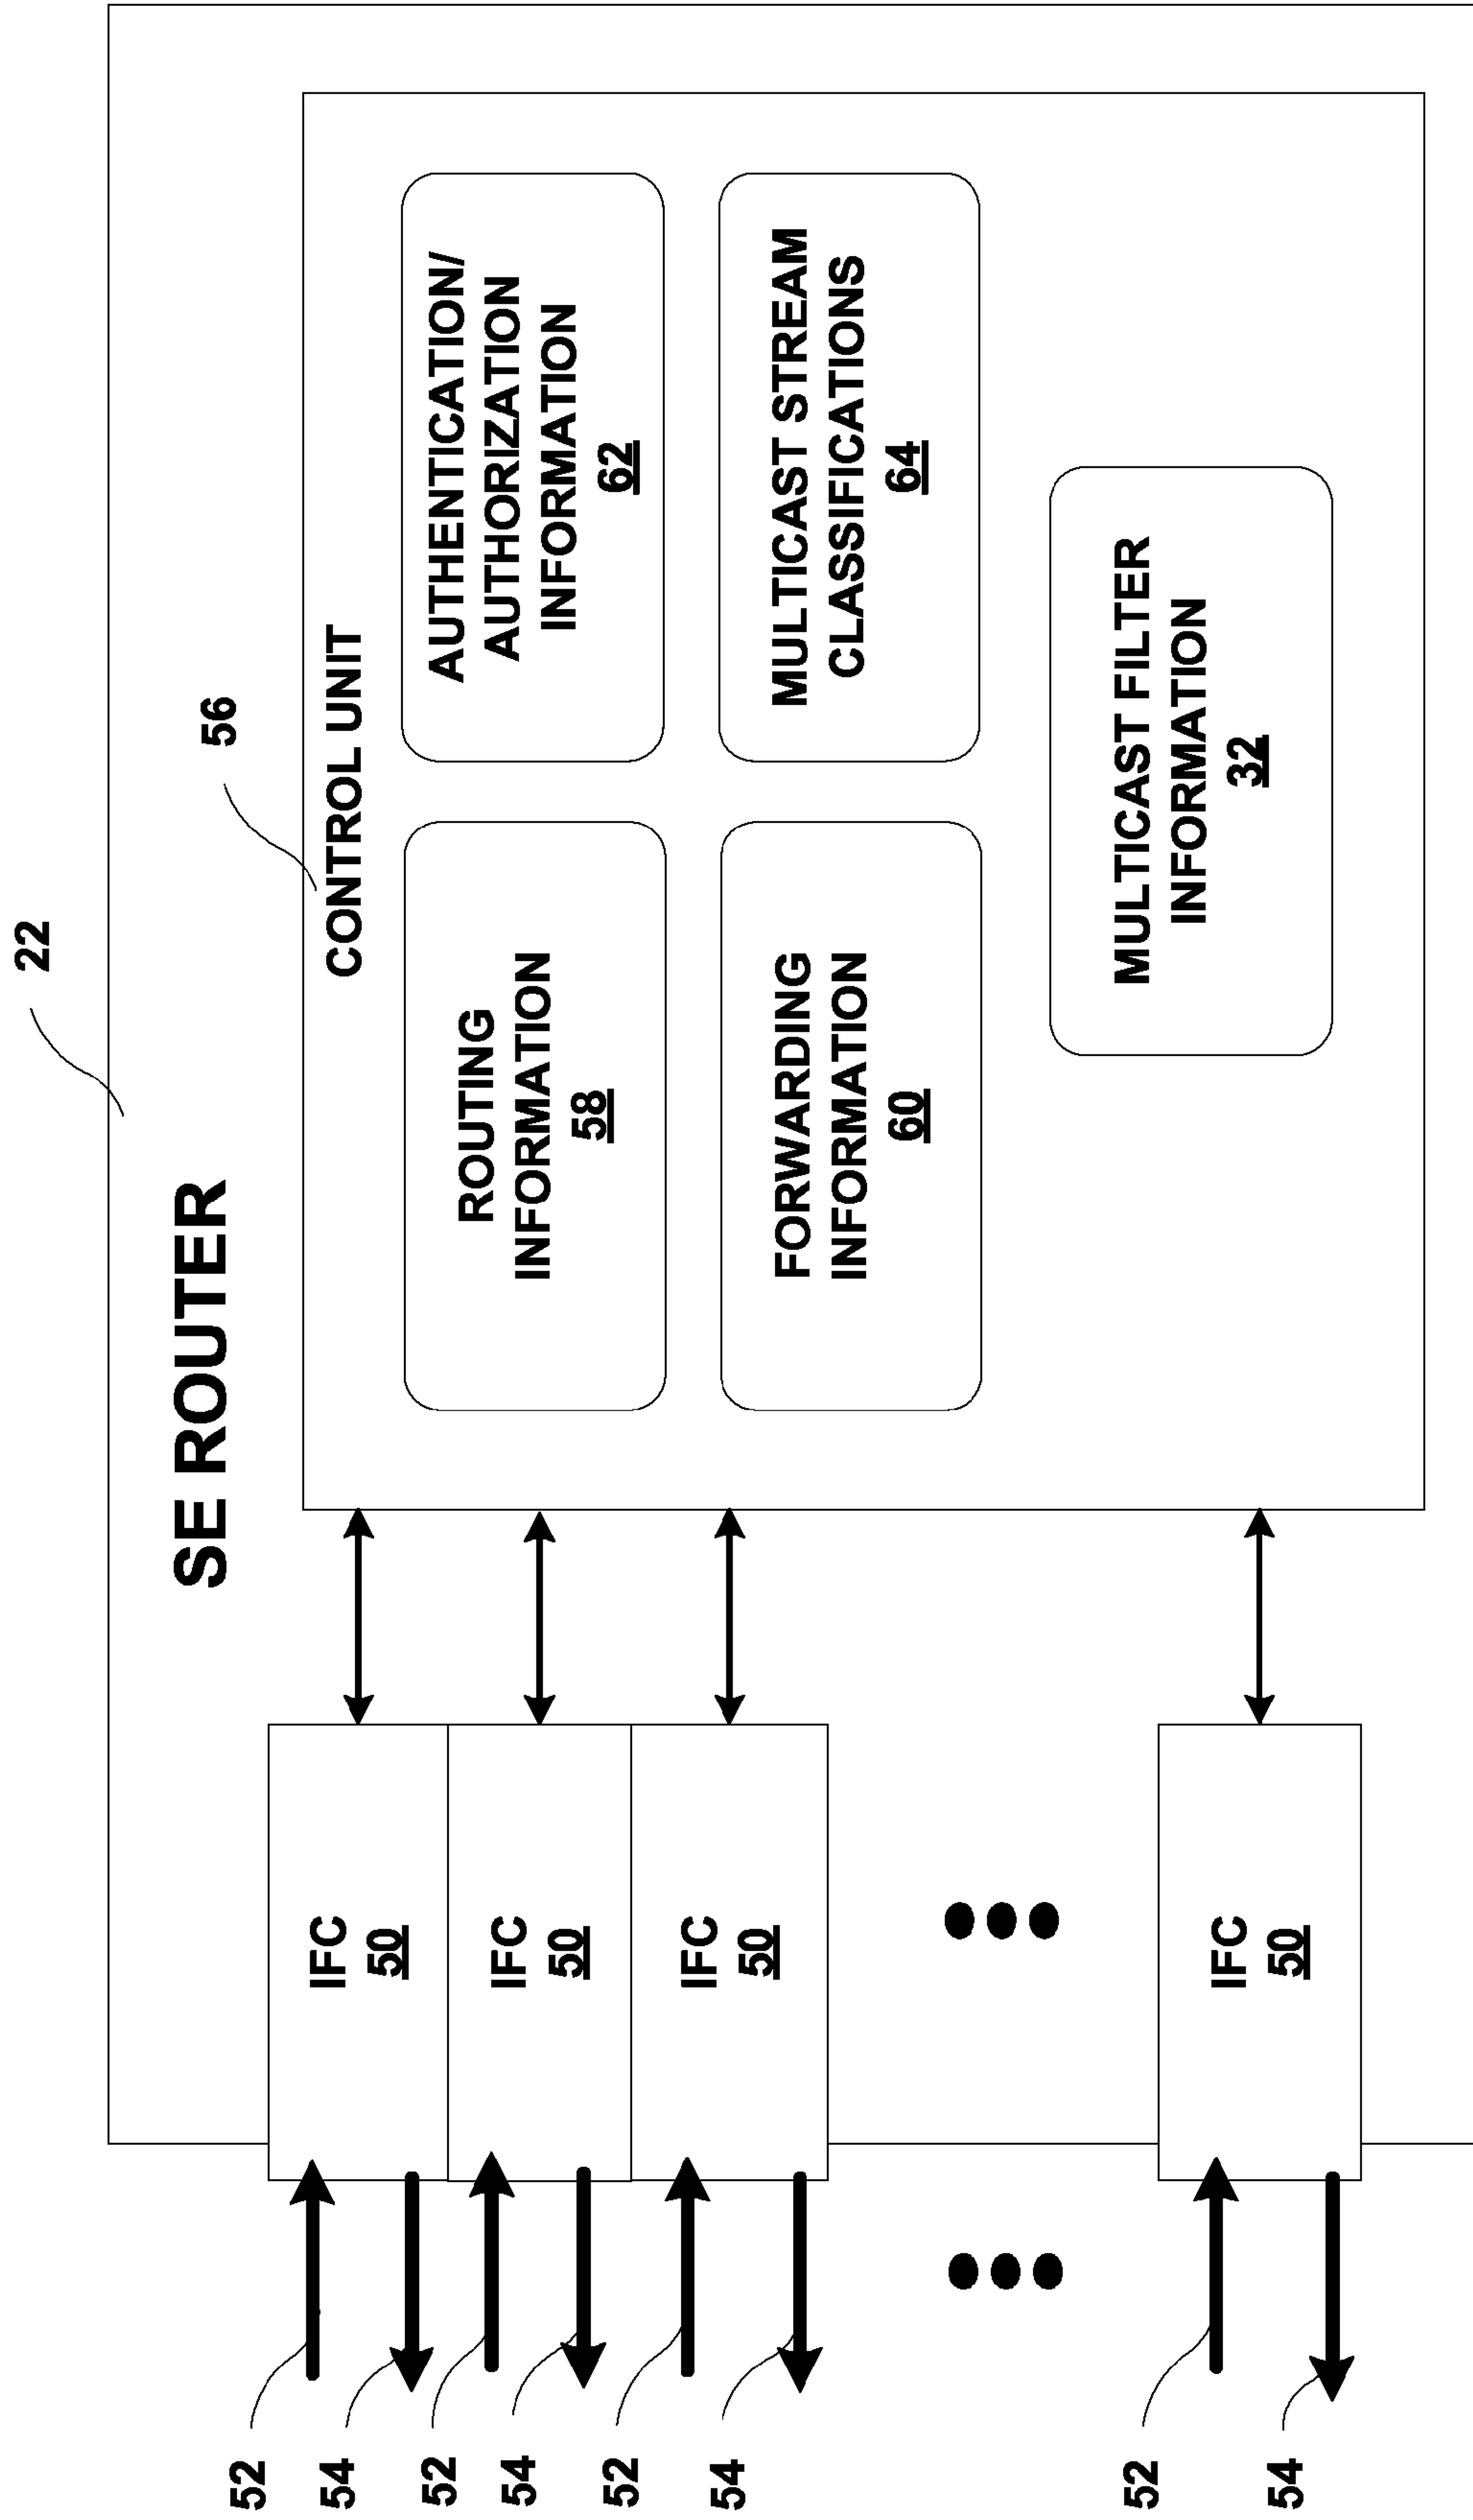 22
SE ROUTER
56
CONTROL UNIT
ROUTING
INFORMATION
58
AUTHENTICATION/
AUTHORIZATION
INFORMATION
62
FORWARDING
INFORMATION
60
MULTICAST STREAM
CLASSIFICATIONS
64
MULTICAST FILTER
INFORMATION
32
52
IFC
50
54
52
IFC
50
54
52
IFC
50
54
52
IFC
50
54